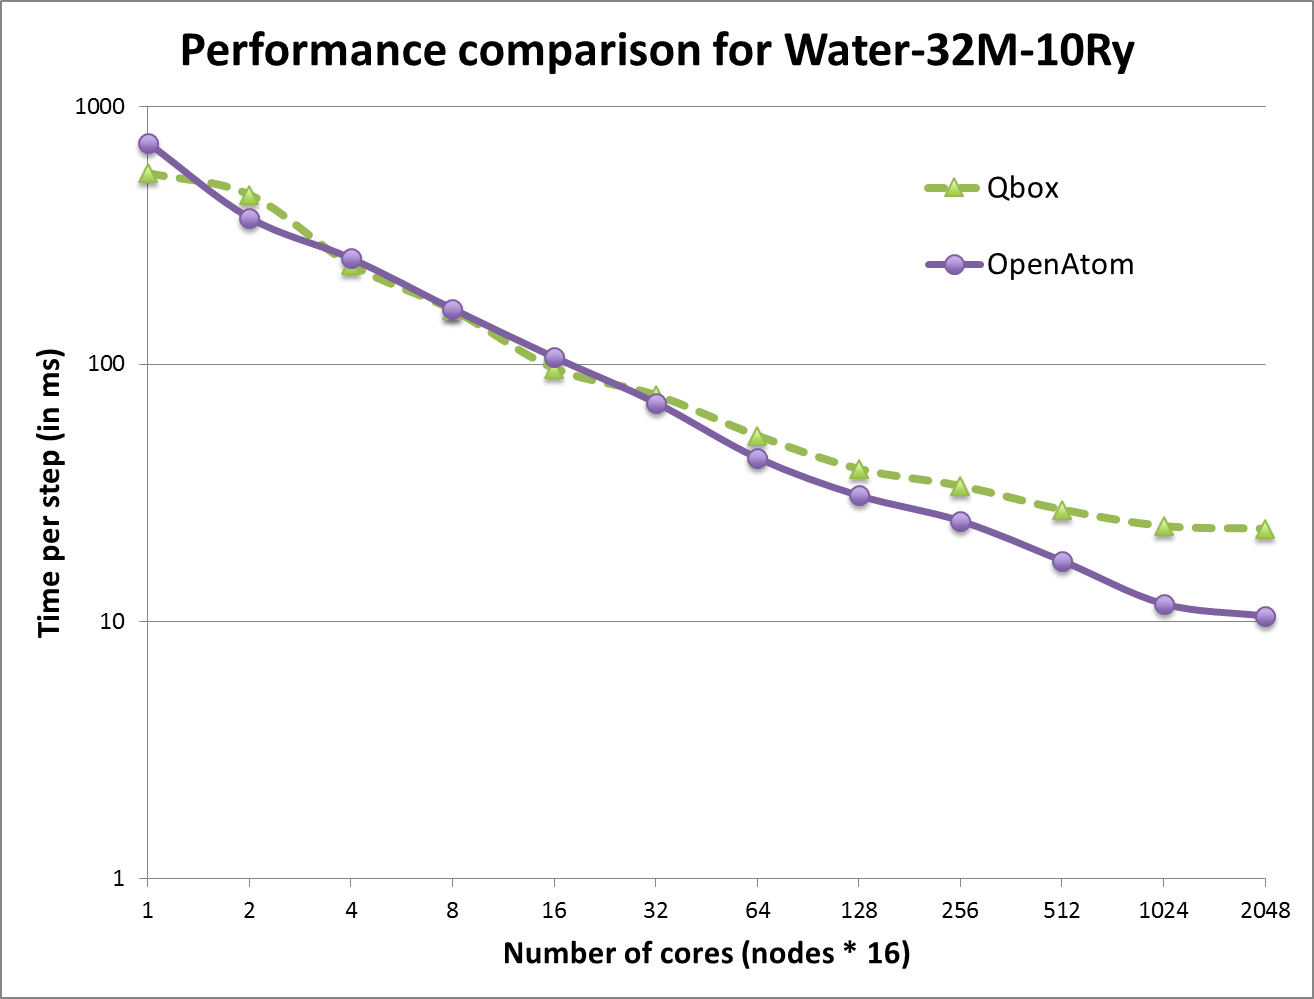 Performance comparison for Water-32M-10Ry
1000
100
10
1
Time per step (in ms)
Qbox
OpenAtom
1 2 4 8 16 32 64 128 256 512 1024 2048
Number of cores (nodes * 16)